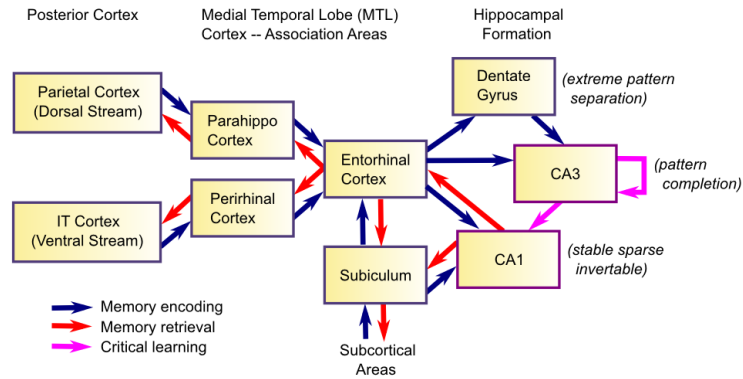 Posterior Cortex
Medial Temporal Lobe (MTL)
Cortex -- Association Areas
Hippocampal
Formation
Parietal Cortex
(Dorsal Stream)
Parahippo
Cortex
Dentate
Gyrus
(extreme pattern
separation)
Entorhinal
Cortex
CA3
(pattern
completion)
Perirhinal
Cortex
IT Cortex
(Ventral Stream)
Subiculum
CA1
(stable sparse
invertable)
Memory encoding
Memory retrieval
Critical learning
Subcortical
Areas